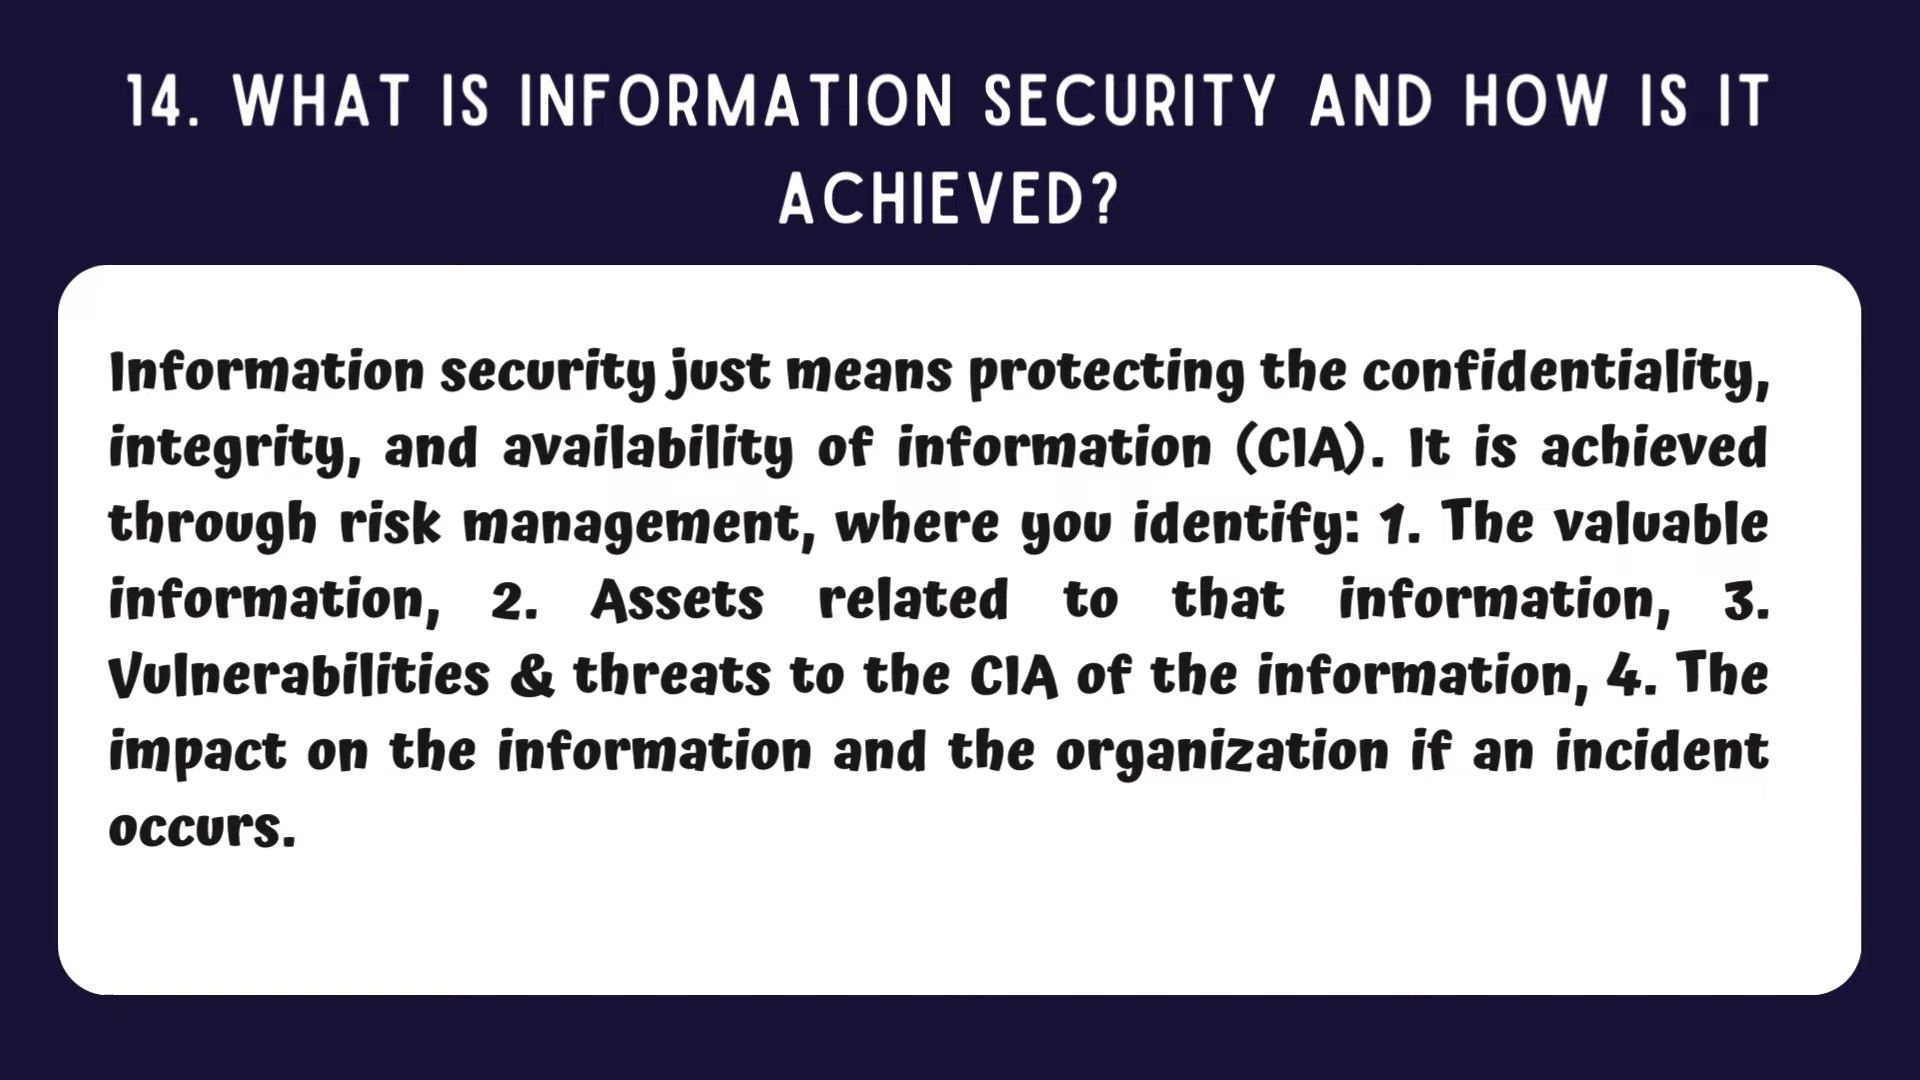 14. WHAT IS INFORMATION SECURITY AND HOW IS IT
ACHIEVED?
Information security just means protecting the confidentiality,
integrity, and availability of information (CIA). It is achieved
through risk management, where you identify: 1. The valuable
information, 2. Assets related to that information, 3.
Vulnerabilities & threats to the CIA of the information, 4. The
impact on the information and the organization if an incident
occurs.